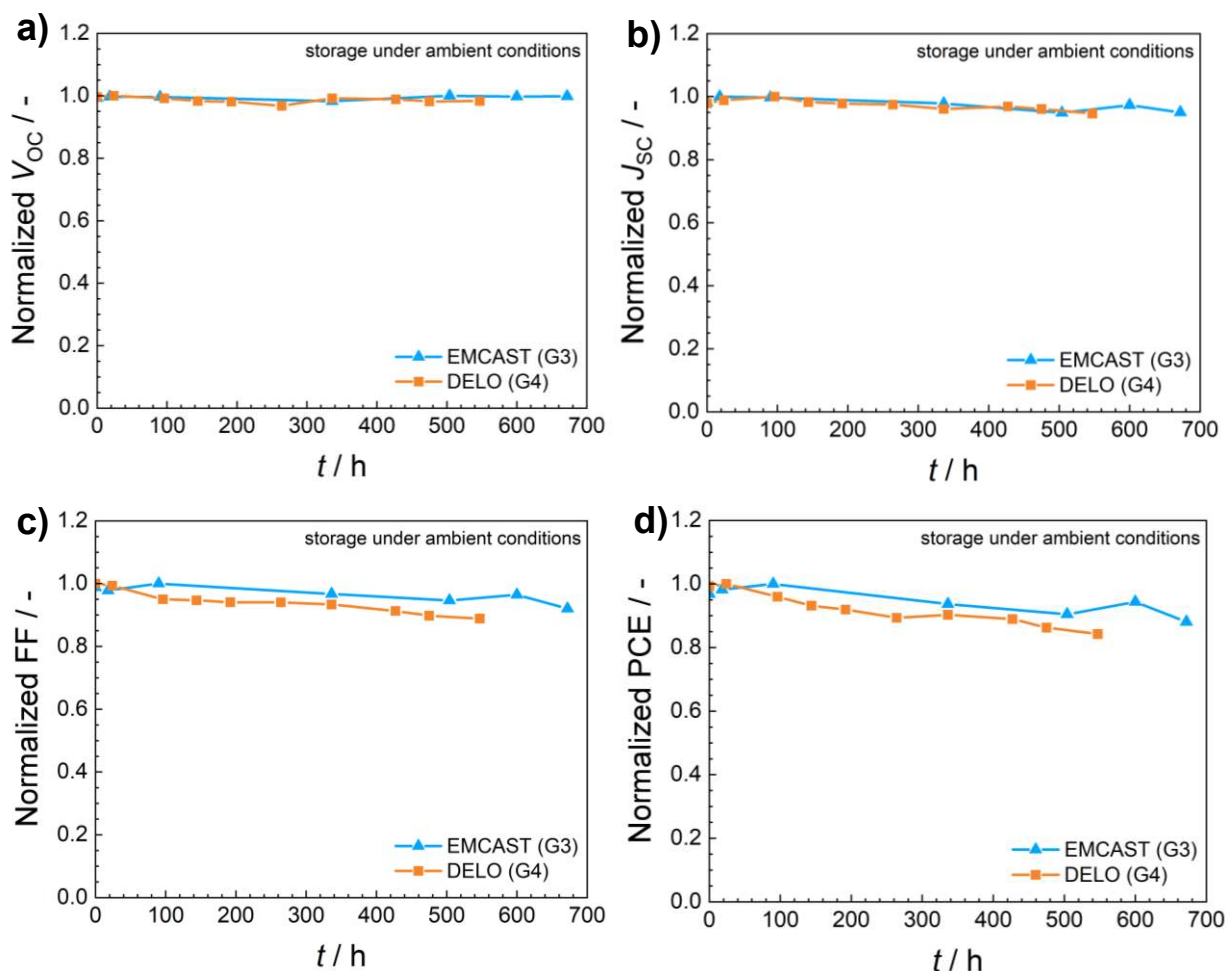 a)
1.2
storage under ambient conditions
1.0
0.8
0.6
0.4
0.2
0.0
Normalized VOC / -
EMCAST (G3)
DELO (G4)
0 100 200 300 400 500 600 700
t / h
b)
1.2
storage under ambient conditions
1.0
0.8
0.6
0.4
0.2
0.0
Normalized JSC / -
EMCAST (G3)
DELO (G4)
0 100 200 300 400 500 600 700
t / h
c)
1.2
storage under ambient conditions
1.0
0.8
0.6
0.4
0.2
0.0
Normalized FF / -
EMCAST (G3)
DELO (G4)
0 100 200 300 400 500 600 700
t / h
d)
1.2
storage under ambient conditions
1.0
0.8
0.6
0.4
0.2
0.0
Normalized PCE / -
EMCAST (G3)
DELO (G4)
0 100 200 300 400 500 600 700
t / h